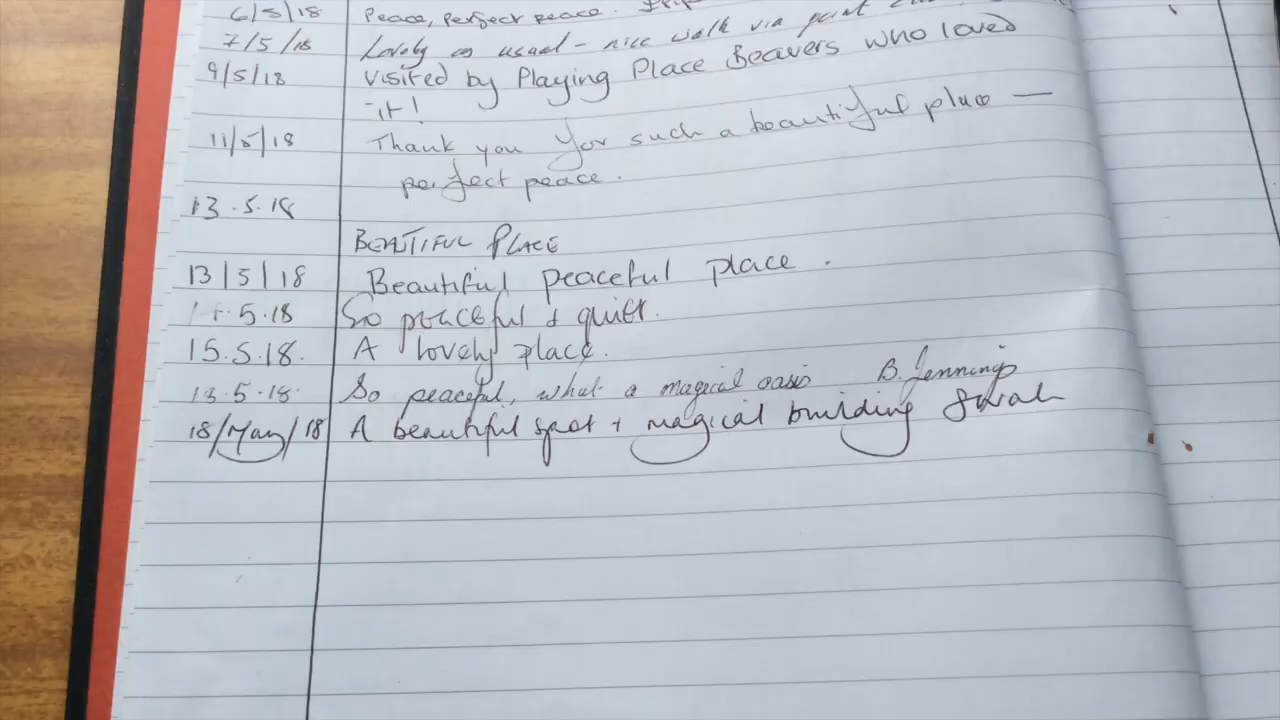 6/5/18 Peace, perfect peace.
7/5/18 Lovely as usual - nice walk via point
9/5/18 Visited by Playing Place Beavers who loved
it!
11/5/18 Thank you for such a beautiful place —
perfect peace.
13.5.18
BEAUTIFUL PLACE
13/5/18 Beautiful, peaceful place.
5.18 So peaceful + quiet.
15.5.18. A lovely place.
13.5.18. So peaceful, what a magical oasis B. Jennings
18/May/18 A beautiful spot + magical building Sarah